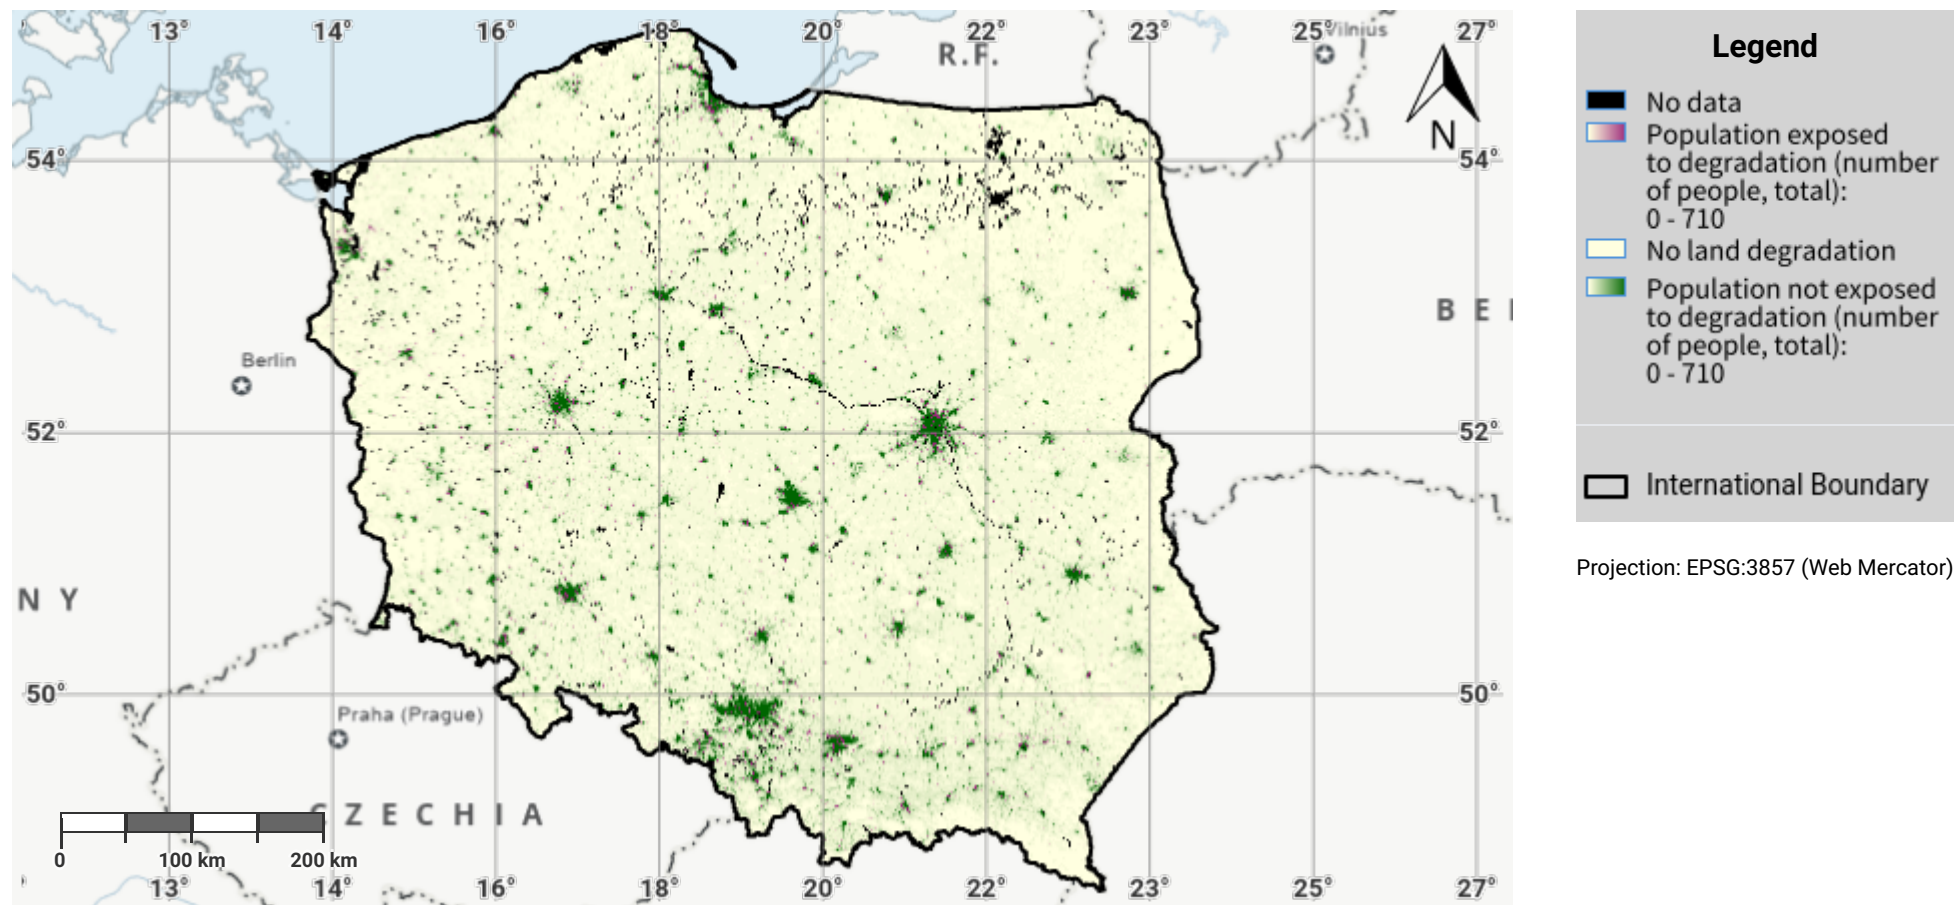 13° 14° 16° 18° 20° 22° 23° 25° 27°
Vilnius
R.F.
N
54° 54°
B E
Berlin
52° 52°
N Y
50° 50°
Praha (Prague)
C Z E C H I A
0 100 km 200 km
13° 14° 16° 18° 20° 22° 23° 25° 27°
Legend
No data
Population exposed
to degradation (number
of people, total):
0 - 710
No land degradation
Population not exposed
to degradation (number
of people, total):
0 - 710
International Boundary
Projection: EPSG:3857 (Web Mercator)